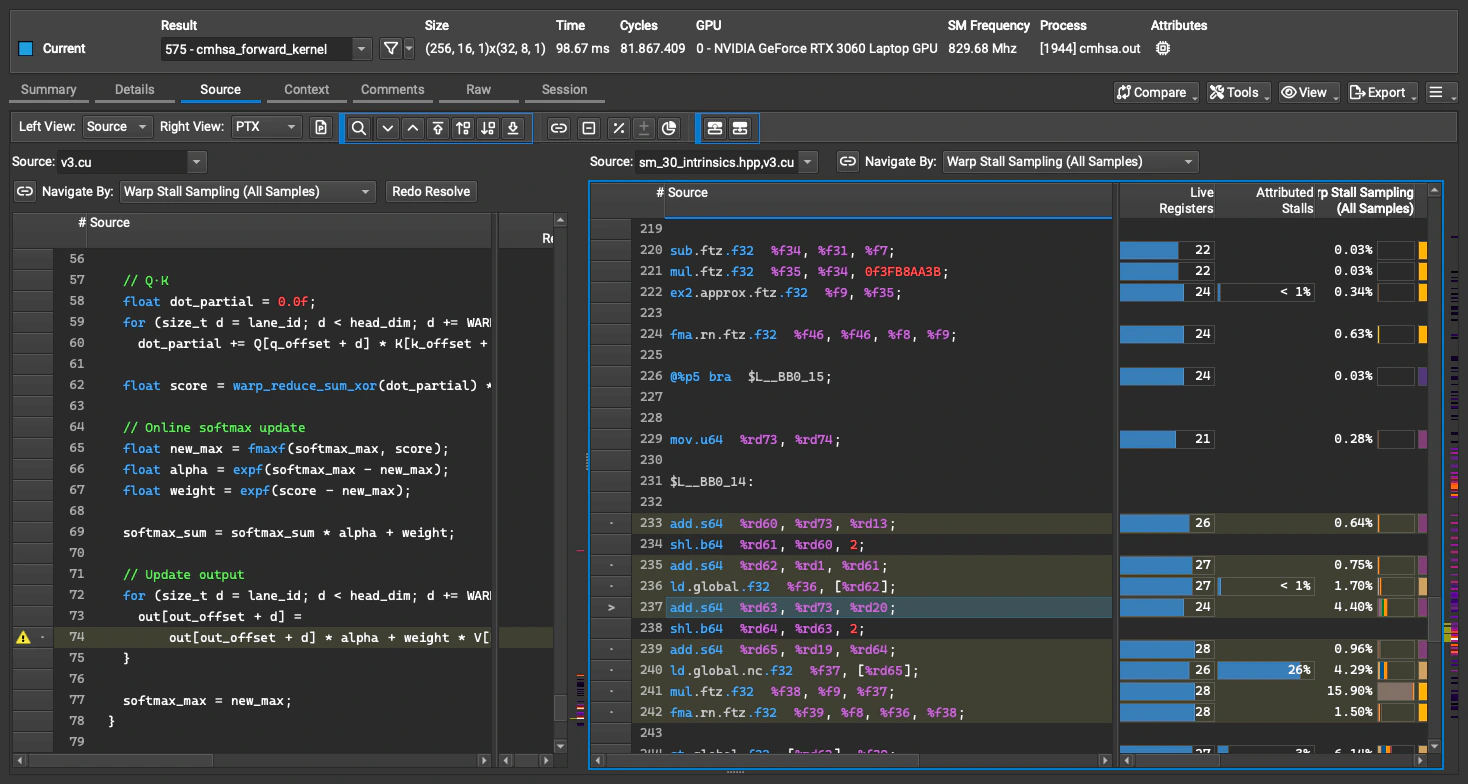 Result Size Time Cycles GPU SM Frequency Process Attributes
Current 575 - cmhsa_forward_kernel (256, 16, 1)x(32, 8, 1) 98.67 ms 81.867.409 0 - NVIDIA GeForce RTX 3060 Laptop GPU 829.68 Mhz [1944] cmhsa.out
Summary Details Source Context Comments Raw Session Compare Tools View Export
Left View: Source Right View: PTX
Source: v3.cu
Navigate By: Warp Stall Sampling (All Samples) Redo Resolve
# Source
56
57 // Q·K
58 float dot_partial = 0.0f;
59 for (size_t d = lane_id; d < head_dim; d += WAR
60 dot_partial += Q[q_offset + d] * K[k_offset +
61
62 float score = warp_reduce_sum_xor(dot_partial) *
63
64 // Online softmax update
65 float new_max = fmaxf(softmax_max, score);
66 float alpha = expf(softmax_max - new_max);
67 float weight = expf(score - new_max);
68
69 softmax_sum = softmax_sum * alpha + weight;
70
71 // Update output
72 for (size_t d = lane_id; d < head_dim; d += WAR
73 out[out_offset + d] =
74 out[out_offset + d] * alpha + weight * V[
75 }
76
77 softmax_max = new_max;
78 }
79
Source: sm_30_intrinsics.hpp,v3.cu Navigate By: Warp Stall Sampling (All Samples)
# Source Live Registers Attributed Stalls rp Stall Sampling (All Samples)
219
220 sub.ftz.f32 %f34, %f31, %f7; 22 0.03%
221 mul.ftz.f32 %f35, %f34, 0f3FB8AA3B; 22 0.03%
222 ex2.approx.ftz.f32 %f9, %f35; 24 < 1% 0.34%
223
224 fma.rn.ftz.f32 %f46, %f46, %f8, %f9; 24 0.63%
225
226 @%p5 bra $L__BB0_15; 24 0.03%
227
228
229 mov.u64 %rd73, %rd74; 21 0.28%
230
231 $L__BB0_14:
232
233 add.s64 %rd60, %rd73, %rd13; 26 0.64%
234 shl.b64 %rd61, %rd60, 2;
235 add.s64 %rd62, %rd1, %rd61; 27 0.75%
236 ld.global.f32 %f36, [%rd62]; 27 < 1% 1.70%
237 add.s64 %rd63, %rd73, %rd20; 24 4.40%
238 shl.b64 %rd64, %rd63, 2;
239 add.s64 %rd65, %rd19, %rd64; 28 0.96%
240 ld.global.nc.f32 %f37, [%rd65]; 26 26% 4.29%
241 mul.ftz.f32 %f38, %f9, %f37; 28 15.90%
242 fma.rn.ftz.f32 %f39, %f8, %f36, %f38; 28 1.50%
243